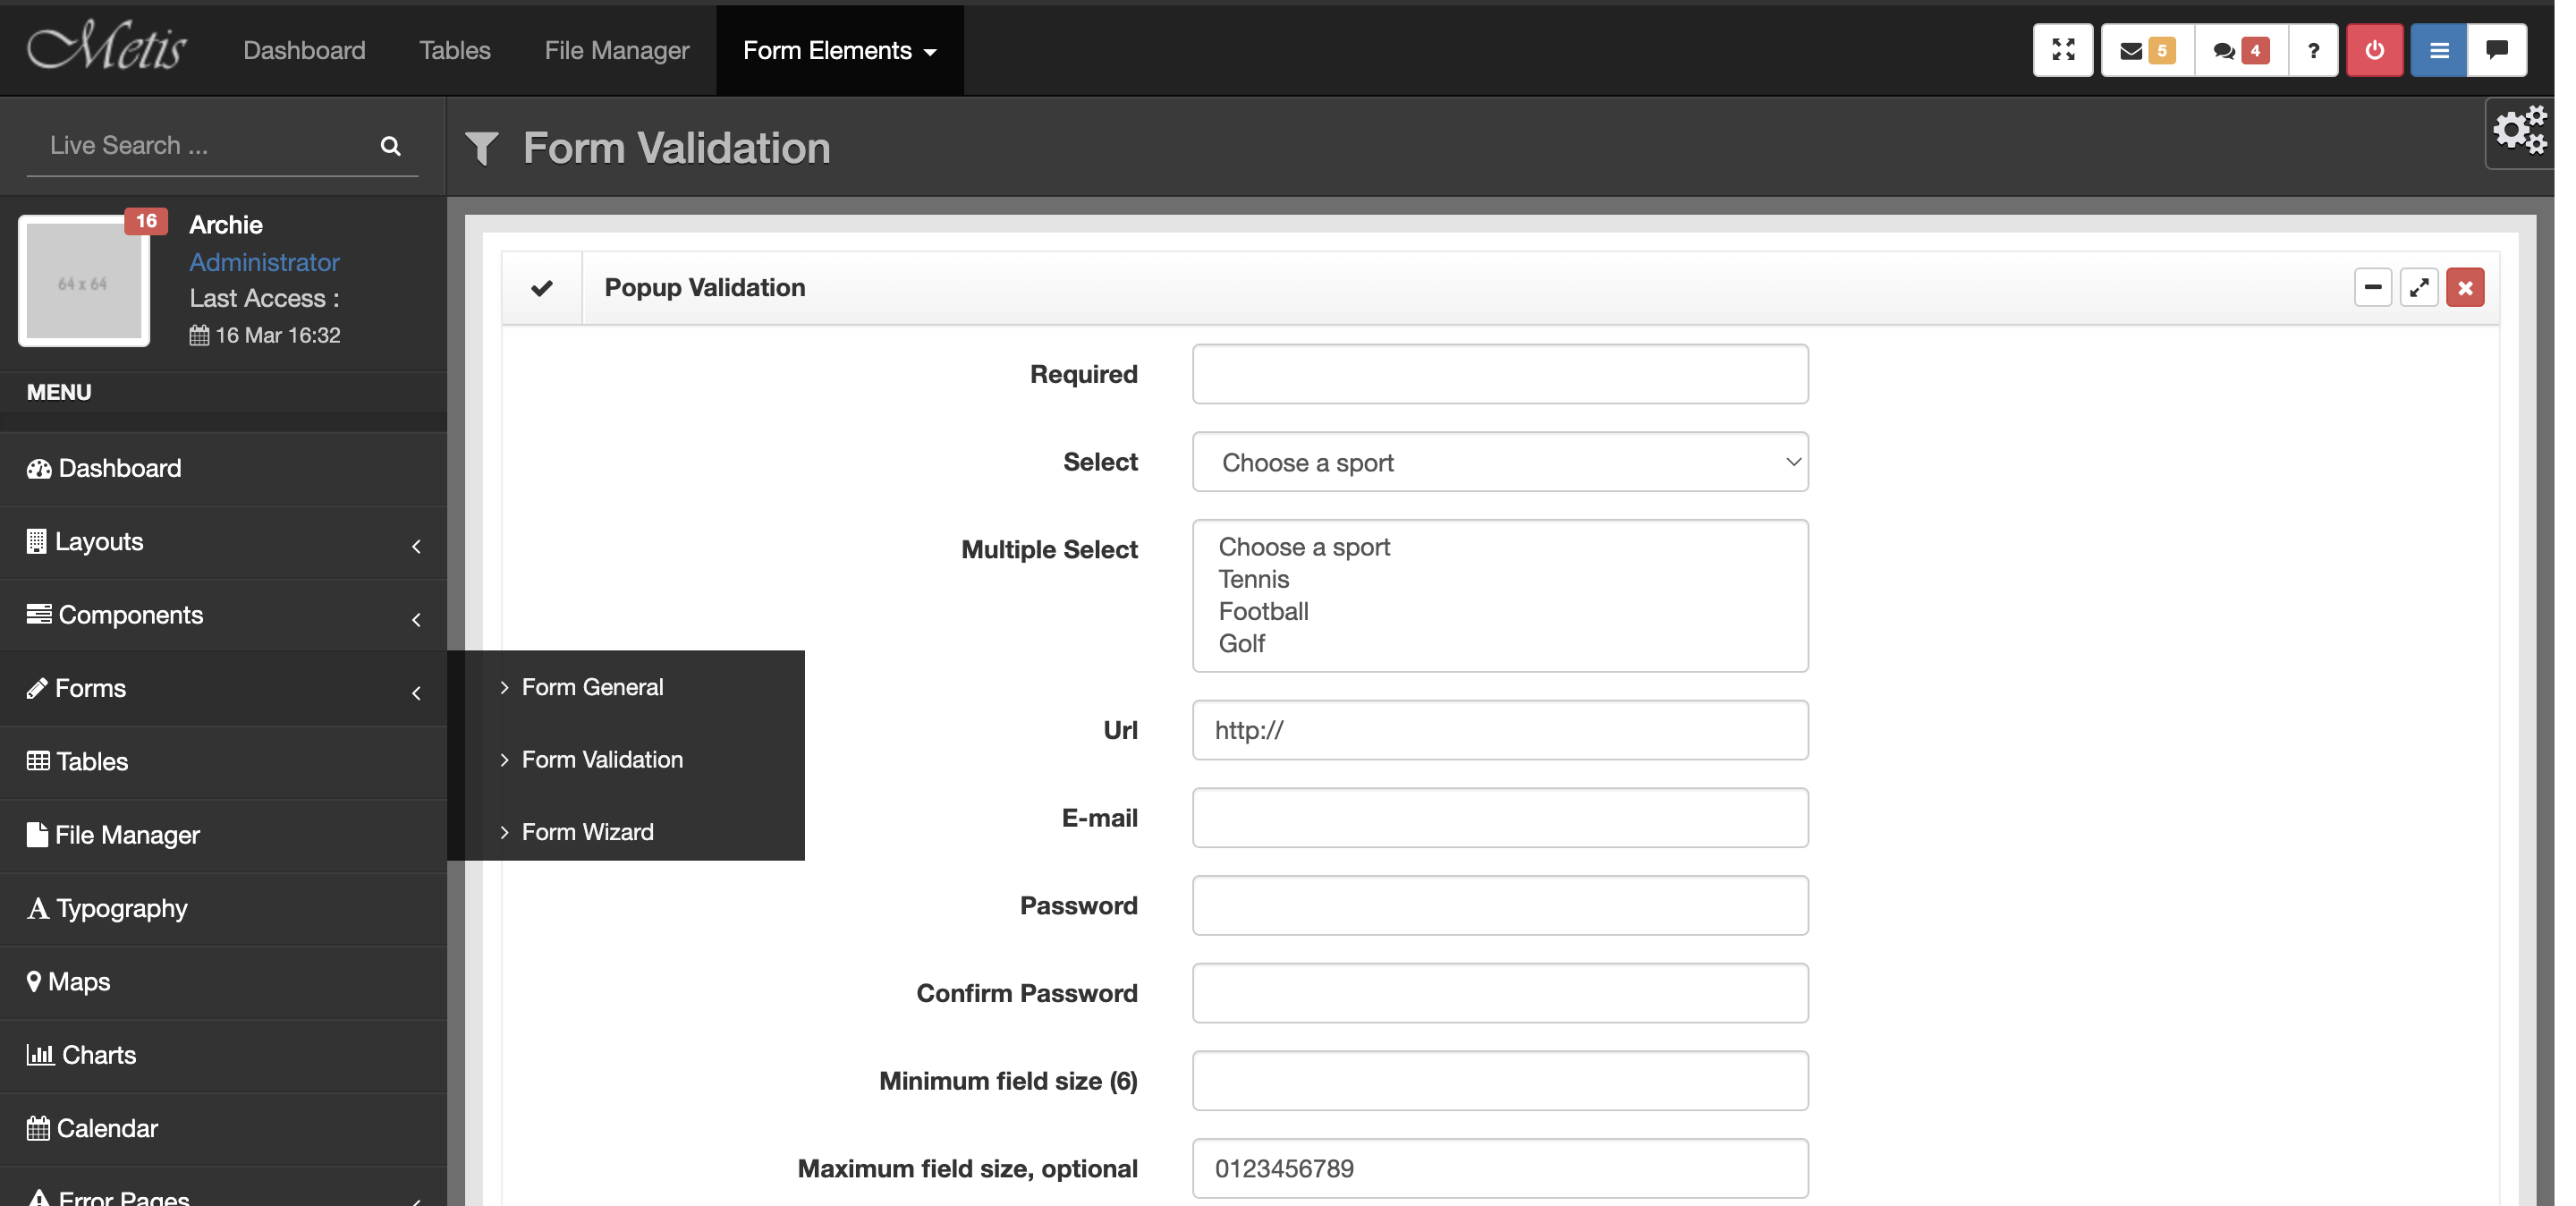 Metis
Dashboard
Tables
File Manager
Form Elements
5
4
?
Live Search ...
Form Validation
64 x 64
16
Archie
Administrator
Last Access :
16 Mar 16:32
MENU
Dashboard
Layouts
Components
Forms
Form General
Form Validation
Form Wizard
Tables
File Manager
Typography
Maps
Charts
Calendar
Error Pages
Popup Validation
Required
Select
Choose a sport
Multiple Select
Choose a sport
Tennis
Football
Golf
Url
http://
E-mail
Password
Confirm Password
Minimum field size (6)
Maximum field size, optional
0123456789